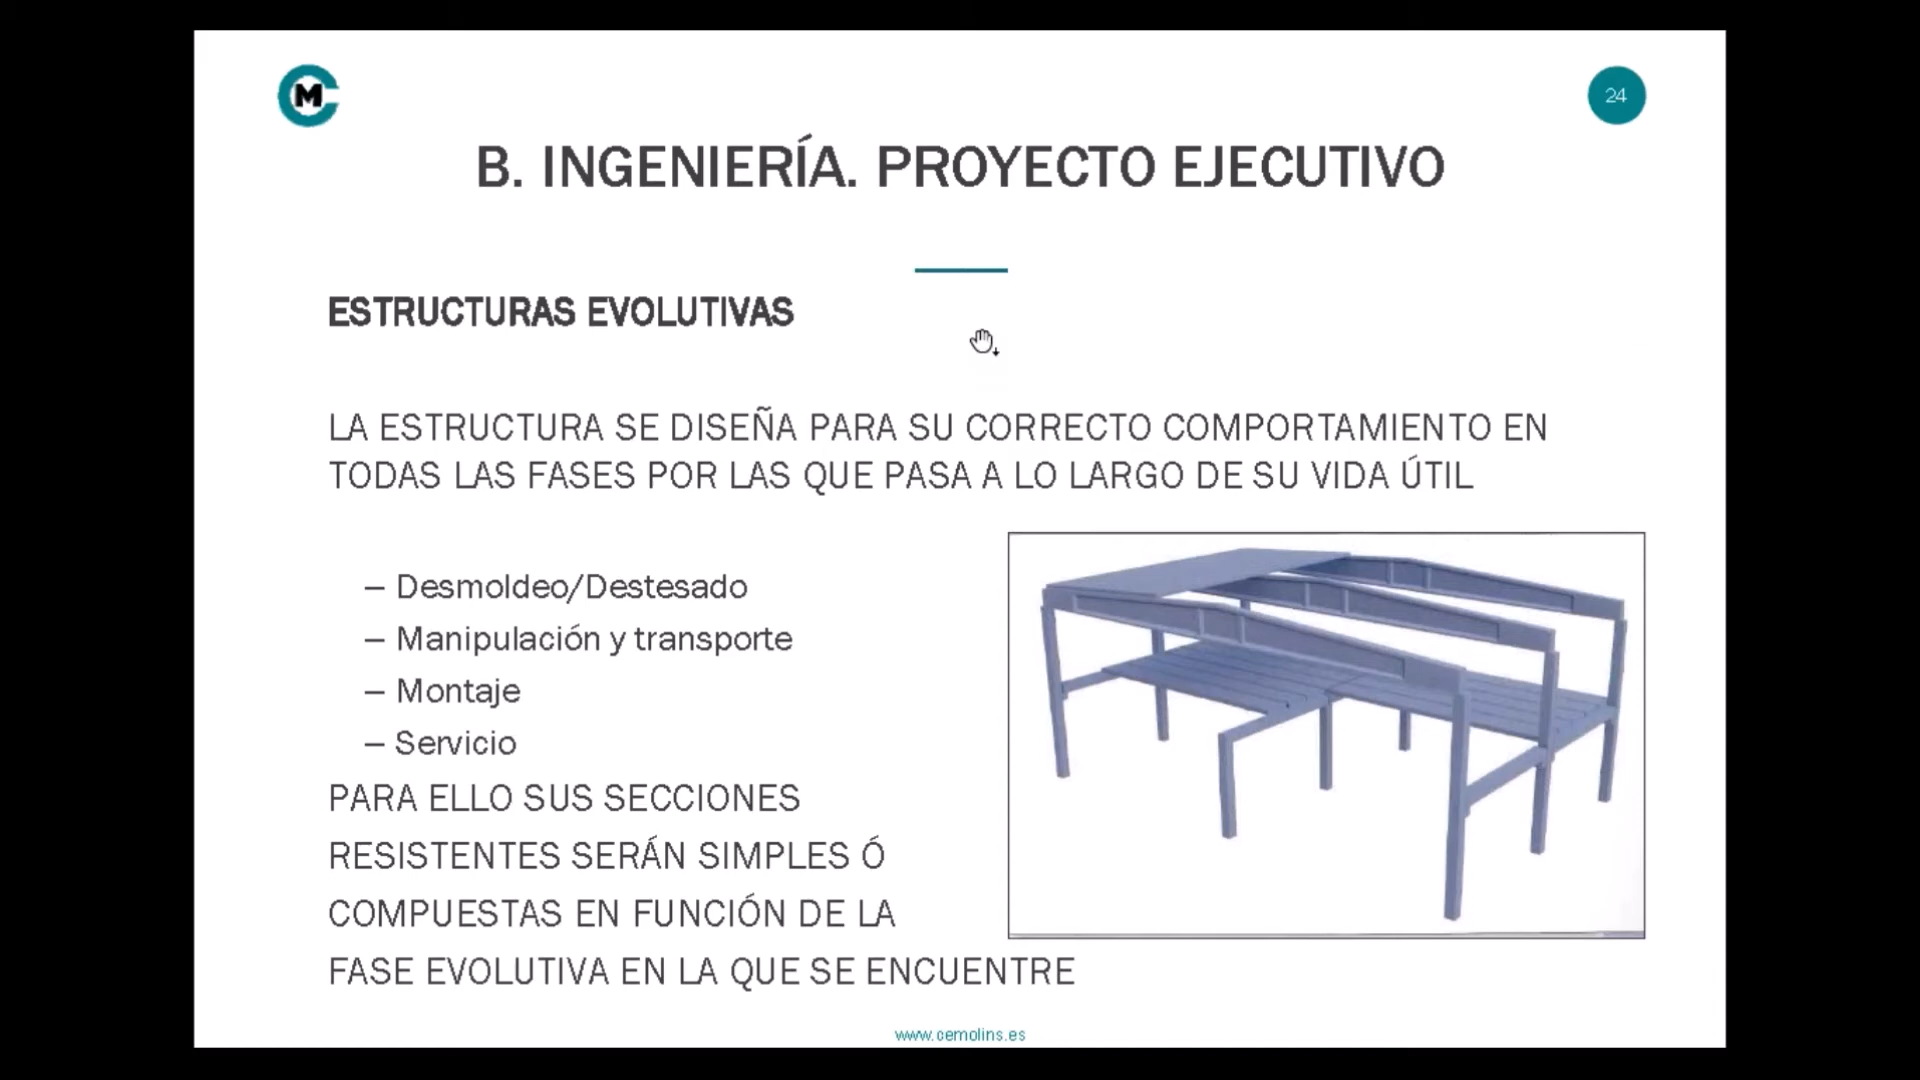 CM
24
B. INGENIERÍA. PROYECTO EJECUTIVO
ESTRUCTURAS EVOLUTIVAS
LA ESTRUCTURA SE DISEÑA PARA SU CORRECTO COMPORTAMIENTO EN
TODAS LAS FASES POR LAS QUE PASA A LO LARGO DE SU VIDA ÚTIL
– Desmoldeo/Destesado
– Manipulación y transporte
– Montaje
– Servicio
PARA ELLO SUS SECCIONES
RESISTENTES SERÁN SIMPLES Ó
COMPUESTAS EN FUNCIÓN DE LA
FASE EVOLUTIVA EN LA QUE SE ENCUENTRE
www.cemolins.es